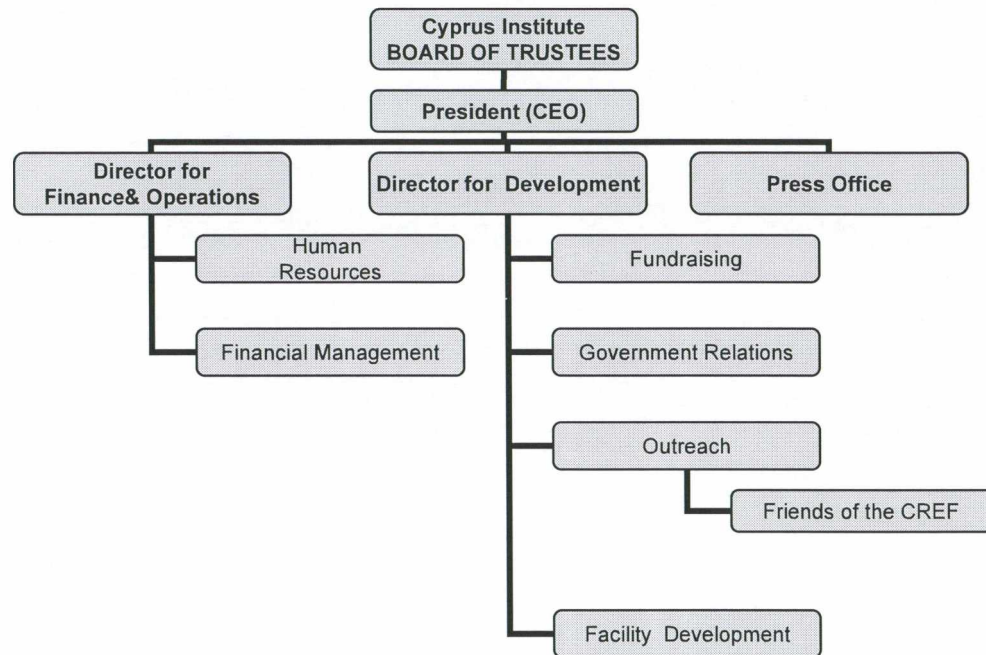 Cyprus Institute
BOARD OF TRUSTEES
President (CEO)
Director for
Finance& Operations
Director for Development
Press Office
Human
Resources
Fundraising
Financial Management
Government Relations
Outreach
Friends of the CREF
Facility Development